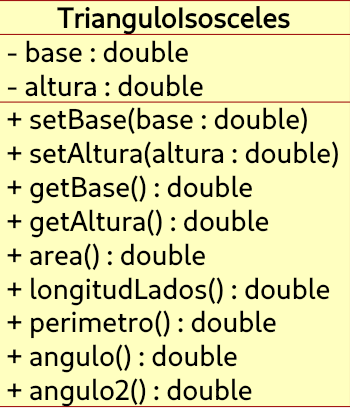 TrianguloIsosceles
- base : double
- altura : double
+ setBase(base : double)
+ setAltura(altura : double)
+ getBase() : double
+ getAltura() : double
+ area() : double
+ longitudLados() : double
+ perimetro() : double
+ angulo() : double
+ angulo2() : double